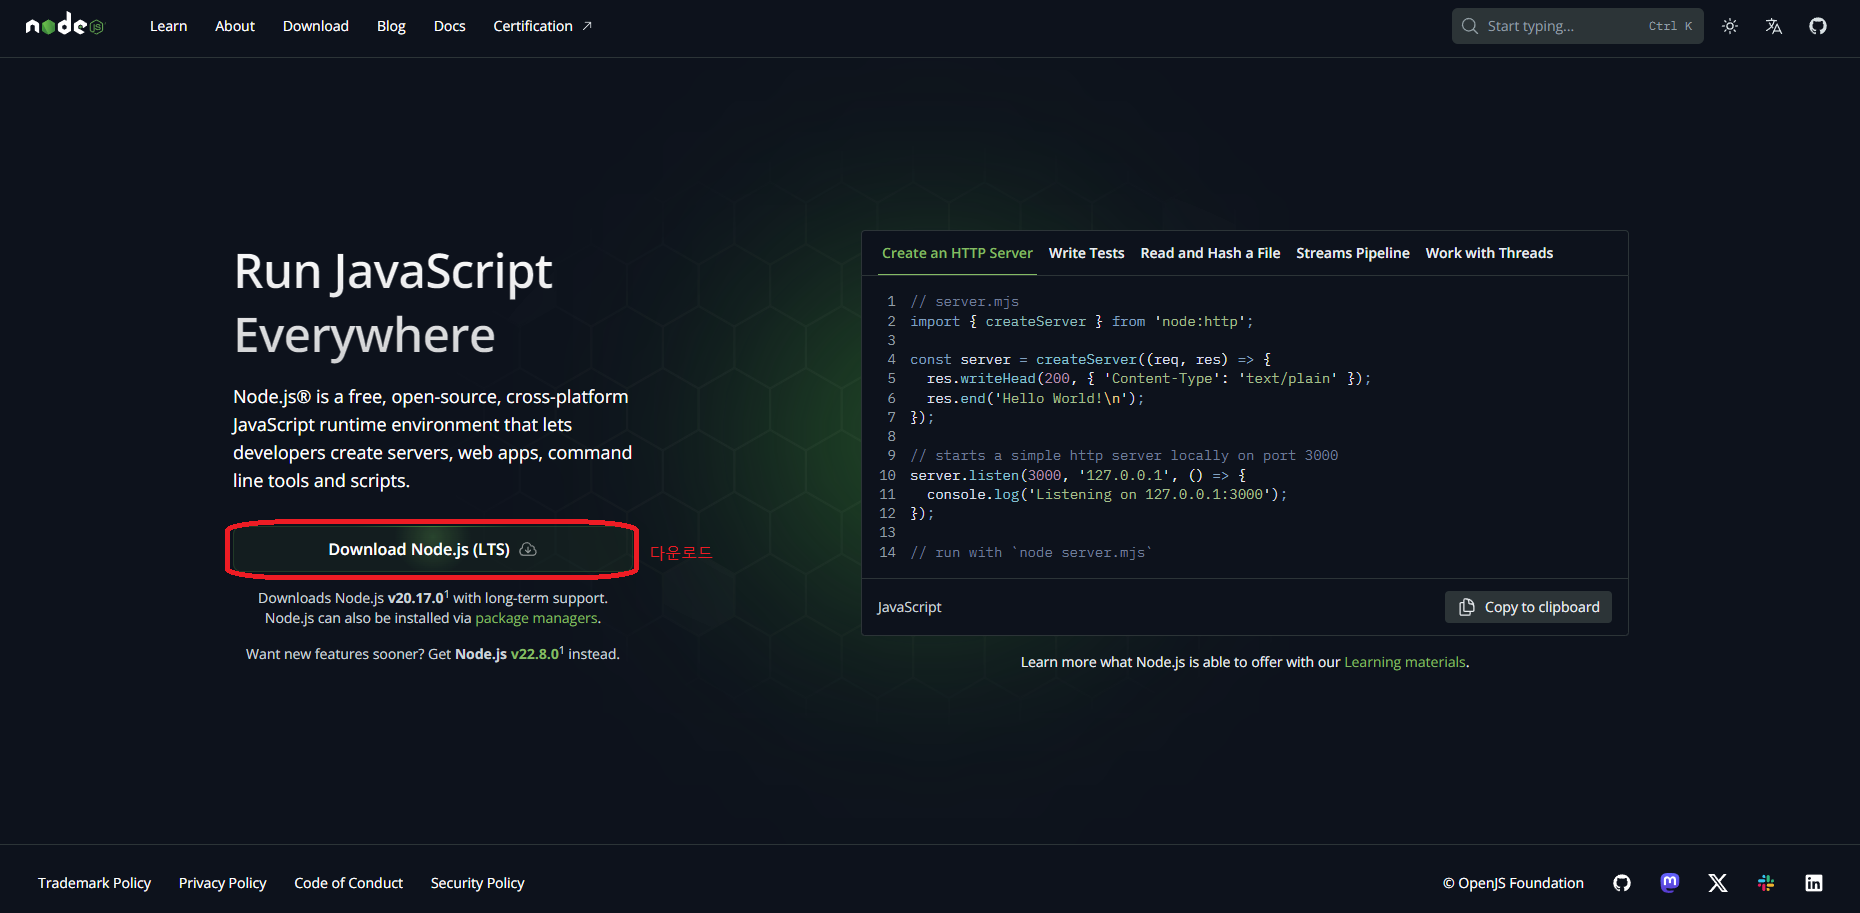 node JS
Learn About Download Blog Docs Certification ↗
Start typing... Ctrl K
Run JavaScript
Everywhere
Node.js® is a free, open-source, cross-platform
JavaScript runtime environment that lets
developers create servers, web apps, command
line tools and scripts.
Download Node.js (LTS)
다운로드
Downloads Node.js v20.17.0¹ with long-term support.
Node.js can also be installed via package managers.
Want new features sooner? Get Node.js v22.8.0¹ instead.
Create an HTTP Server Write Tests Read and Hash a File Streams Pipeline Work with Threads
1 // server.mjs
2 import { createServer } from 'node:http';
3
4 const server = createServer((req, res) => {
5 res.writeHead(200, { 'Content-Type': 'text/plain' });
6 res.end('Hello World!\n');
7 });
8
9 // starts a simple http server locally on port 3000
10 server.listen(3000, '127.0.0.1', () => {
11 console.log('Listening on 127.0.0.1:3000');
12 });
13
14 // run with `node server.mjs`
JavaScript Copy to clipboard
Learn more what Node.js is able to offer with our Learning materials.
Trademark Policy Privacy Policy Code of Conduct Security Policy
© OpenJS Foundation